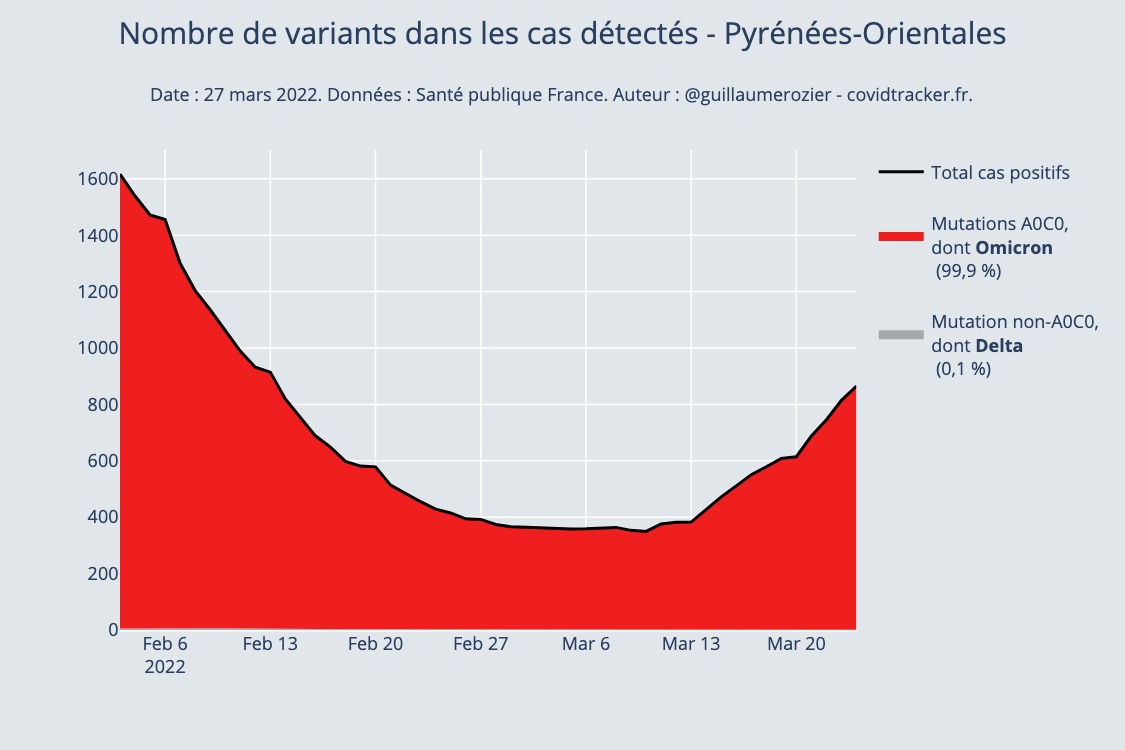 Nombre de variants dans les cas détectés - Pyrénées-Orientales
Date : 27 mars 2022. Données : Santé publique France. Auteur : @guillaumerozier - covidtracker.fr.
1600
1400
1200
1000
800
600
400
200
0
Feb 6
2022
Feb 13
Feb 20
Feb 27
Mar 6
Mar 13
Mar 20
Total cas positifs
Mutations A0C0,
dont Omicron
(99,9 %)
Mutation non-A0C0,
dont Delta
(0,1 %)